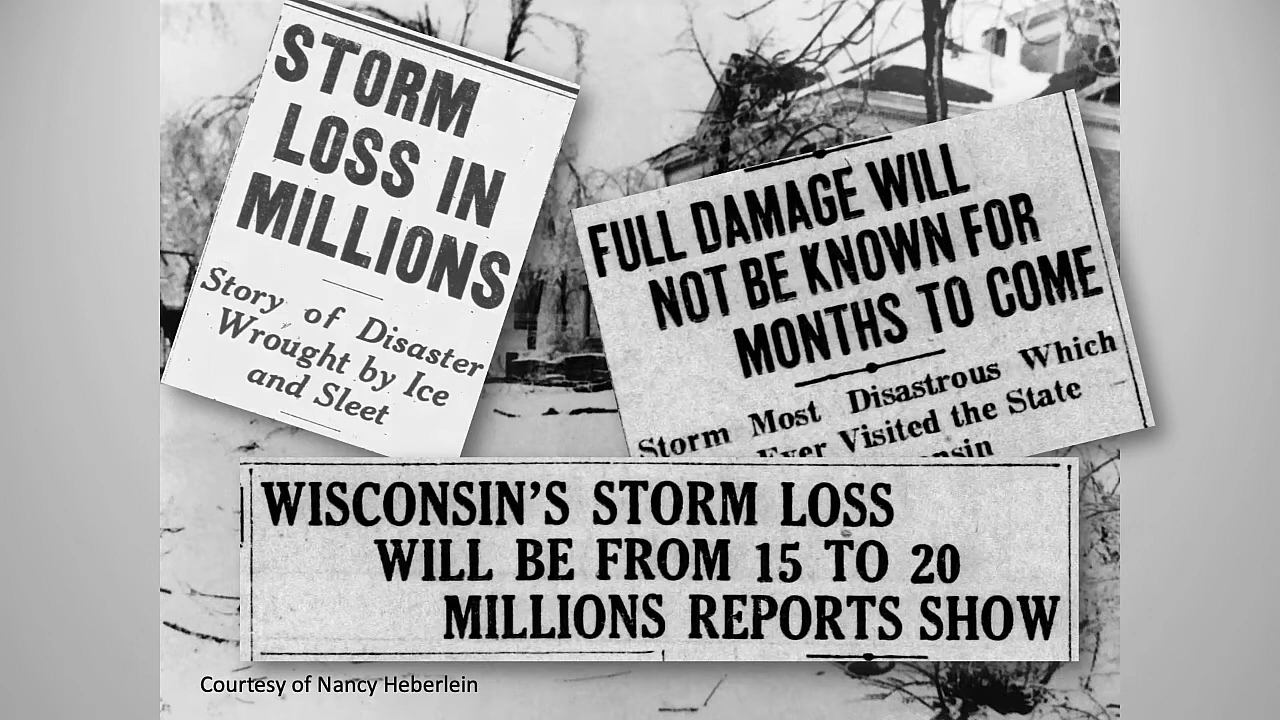 STORM
LOSS IN
MILLIONS
Story of Disaster
Wrought by Ice
and Sleet
FULL DAMAGE WILL
NOT BE KNOWN FOR
MONTHS TO COME
Storm Most Disastrous Which
Ever Visited the State
WISCONSIN'S STORM LOSS
WILL BE FROM 15 TO 20
MILLIONS REPORTS SHOW
Courtesy of Nancy Heberlein